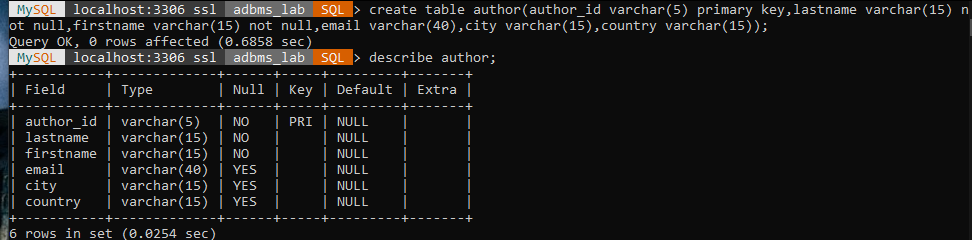 MySQL localhost:3306 ssl adbms_lab SQL > create table author(author_id varchar(5) primary key,lastname varchar(15) n
ot null,firstname varchar(15) not null,email varchar(40),city varchar(15),country varchar(15));
Query OK, 0 rows affected (0.6858 sec)
MySQL localhost:3306 ssl adbms_lab SQL > describe author;
+-----------+-------------+------+-----+---------+-------+
| Field     | Type        | Null | Key | Default | Extra |
+-----------+-------------+------+-----+---------+-------+
| author_id | varchar(5)  | NO   | PRI | NULL    |       |
| lastname  | varchar(15) | NO   |     | NULL    |       |
| firstname | varchar(15) | NO   |     | NULL    |       |
| email     | varchar(40) | YES  |     | NULL    |       |
| city      | varchar(15) | YES  |     | NULL    |       |
| country   | varchar(15) | YES  |     | NULL    |       |
+-----------+-------------+------+-----+---------+-------+
6 rows in set (0.0254 sec)